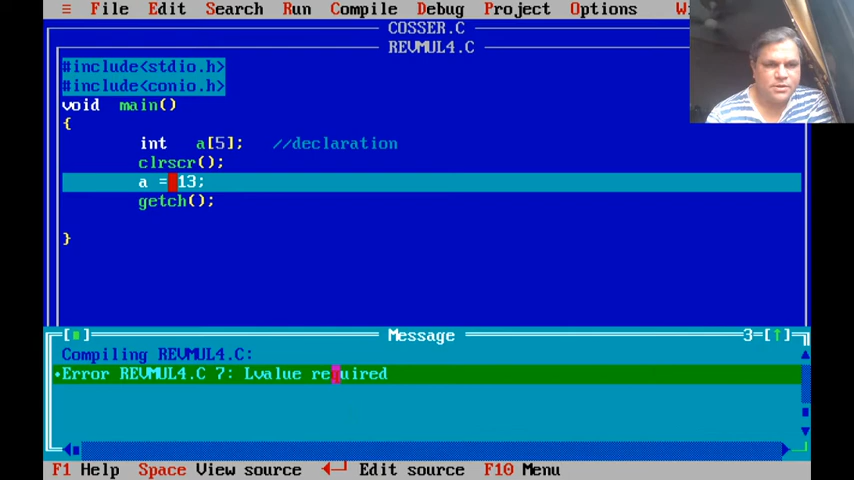 ≡ File Edit Search Run Compile Debug Project Options
COSSER.C
REVMUL4.C
#include<stdio.h>
#include<conio.h>
void main()
{
int a[5]; //declaration
clrscr();
a = 13;
getch();
}
[■] Message 3=[↑]
Compiling REVMUL4.C:
•Error REVMUL4.C 7: Lvalue required
F1 Help Space View source ◄─┘ Edit source F10 Menu